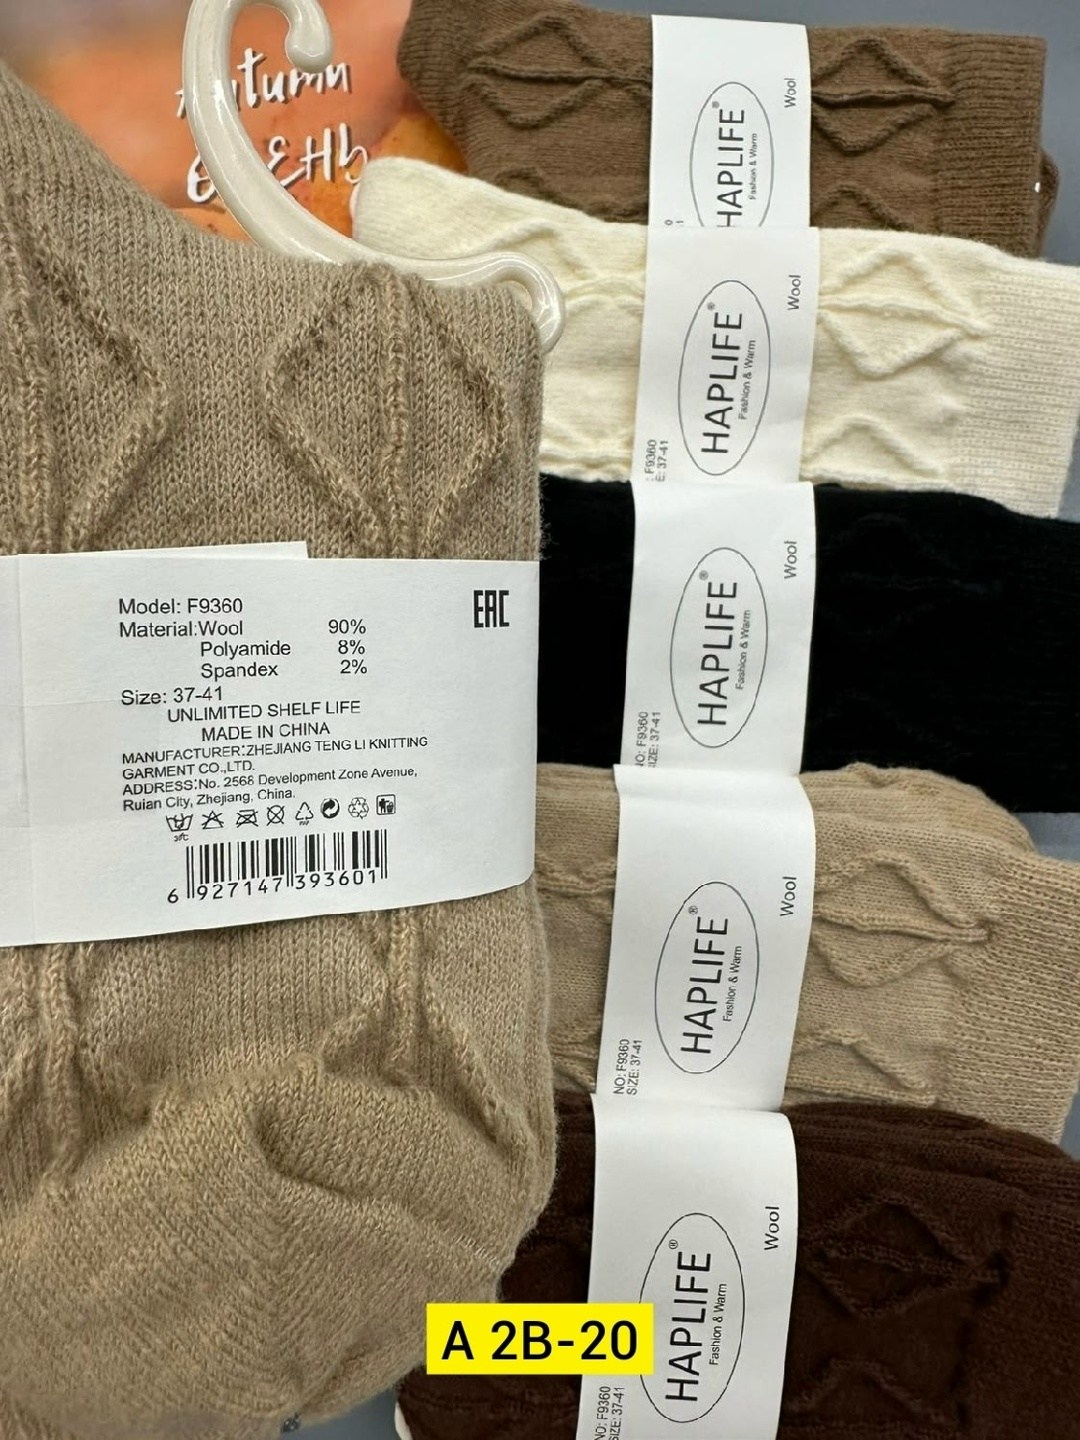 Autumn
HAPLIFE®
Fashion & Warm
Wool
HAPLIFE®
Fashion & Warm
Wool
F9360
37-41
HAPLIFE®
Fashion & Warm
Wool
NO: F9360
SIZE: 37-41
HAPLIFE®
Fashion & Warm
Wool
NO: F9360
SIZE: 37-41
HAPLIFE®
Fashion & Warm
Wool
NO: F9360
SIZE: 37-41
Model: F9360
EAC
Material:Wool 90%
Polyamide 8%
Spandex 2%
Size: 37-41
UNLIMITED SHELF LIFE
MADE IN CHINA
MANUFACTURER:ZHEJIANG TENG LI KNITTING
GARMENT CO.,LTD.
ADDRESS:No. 2568 Development Zone Avenue,
Ruian City, Zhejiang, China.
6 927147 393601
A 2B-20